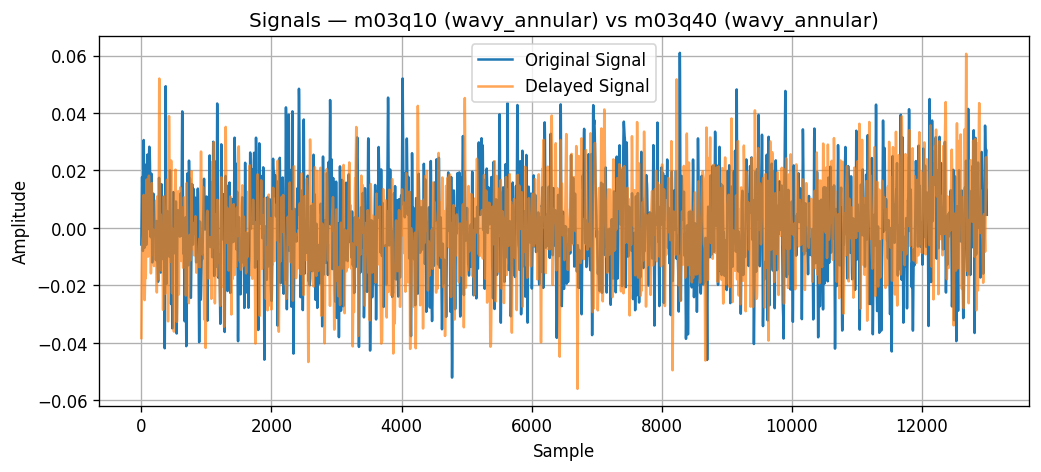 Signals — m03q10 (wavy_annular) vs m03q40 (wavy_annular)
Original Signal
Delayed Signal
Amplitude
0.06
0.04
0.02
0.00
−0.02
−0.04
−0.06
0 2000 4000 6000 8000 10000 12000
Sample